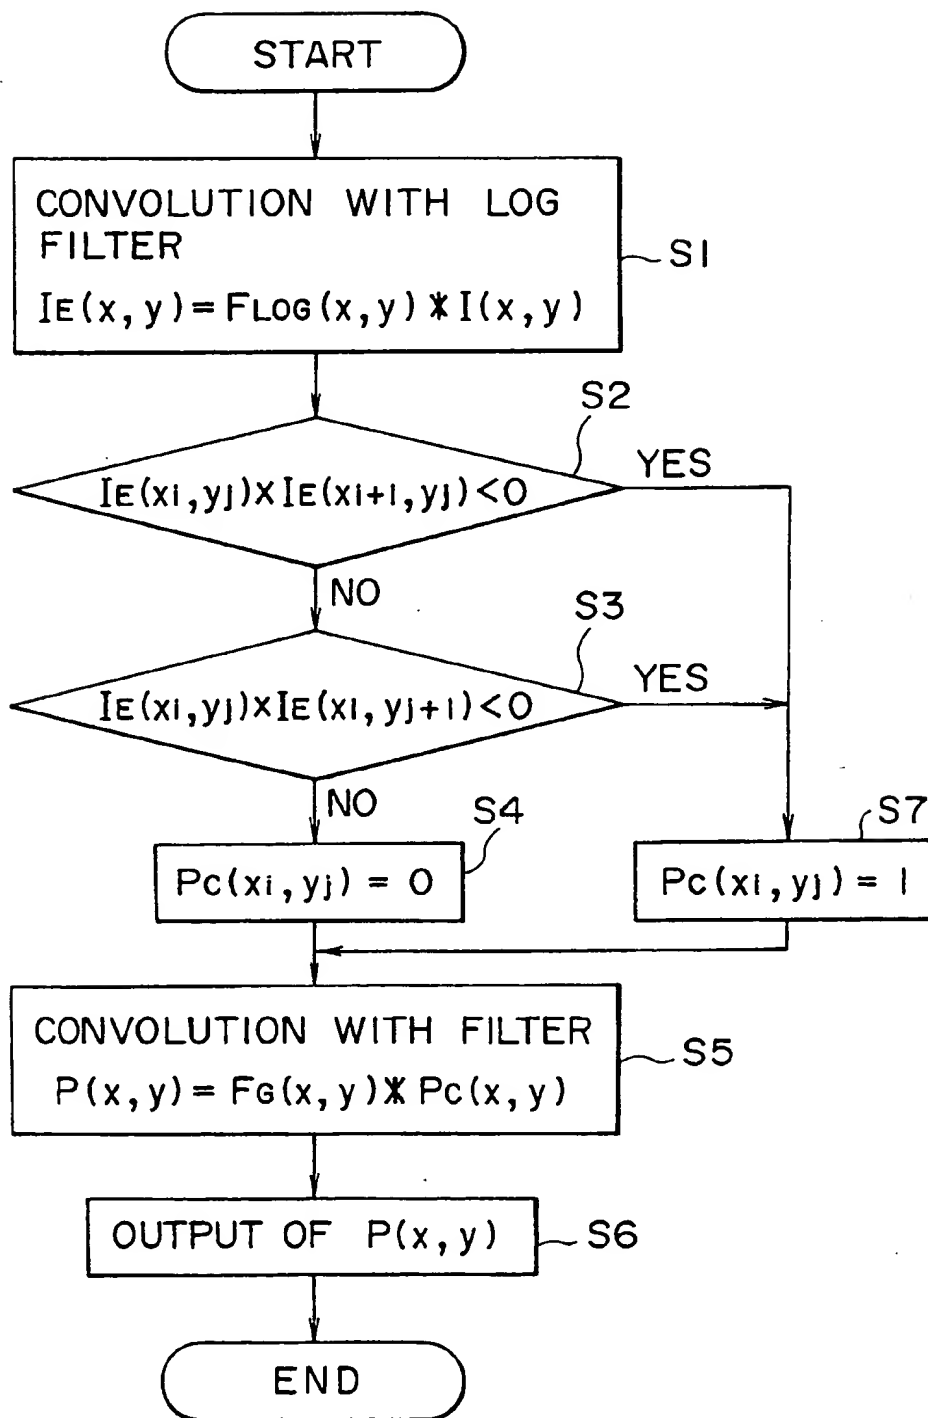 START
CONVOLUTION WITH LOG
FILTER
IE(x,y)=FLOG(x,y)*I(x,y)
S1
S2
IE(xi,yj)xIE(xi+1,yj)<0
YES
NO
S3
IE(xi,yj)xIE(xi,yj+1)<0
YES
NO
S4
Pc(xi,yj) = 0
S7
Pc(xi,yj) = 1
CONVOLUTION WITH FILTER
P(x,y)=FG(x,y)*Pc(x,y)
S5
OUTPUT OF P(x,y)
S6
END